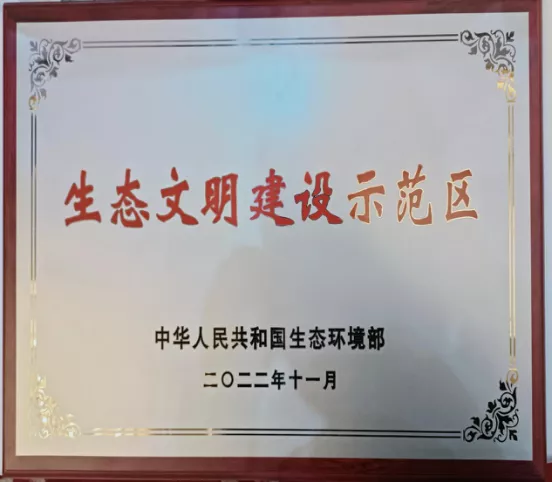 生态文明建设示范区
中华人民共和国生态环境部
二〇二二年十一月